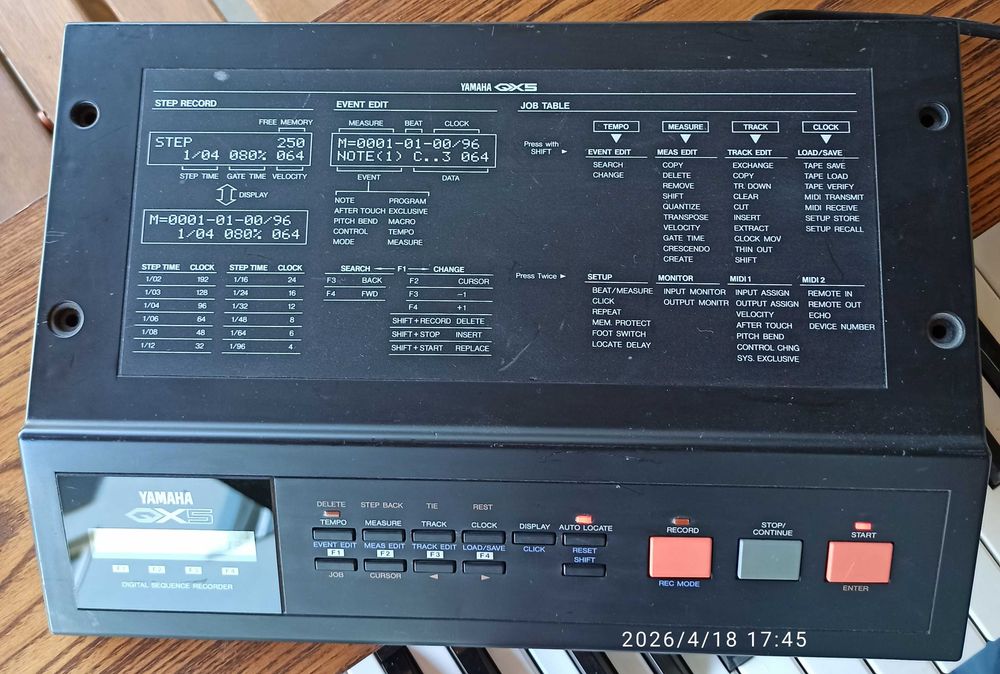 YAMAHA QX5
STEP RECORD
FREE MEMORY
STEP 250
1/04 080% 064
STEP TIME GATE TIME VELOCITY
DISPLAY
M=0001-01-00/96
1/04 080% 064
STEP TIME CLOCK STEP TIME CLOCK
1/02 192 1/16 24
1/03 128 1/24 16
1/04 96 1/32 12
1/06 64 1/48 8
1/08 48 1/64 6
1/12 32 1/96 4
EVENT EDIT
MEASURE BEAT CLOCK
M=0001-01-00/96
NOTE(1) C..3 064
EVENT DATA
NOTE PROGRAM
AFTER TOUCH EXCLUSIVE
PITCH BEND MACRO
CONTROL TEMPO
MODE MEASURE
SEARCH F1 CHANGE
F3 BACK F2 CURSOR
F4 FWD F3 -1
F4 +1
SHIFT+RECORD DELETE
SHIFT+STOP INSERT
SHIFT+START REPLACE
JOB TABLE
TEMPO MEASURE TRACK CLOCK
Press with
SHIFT
EVENT EDIT
SEARCH
CHANGE
MEAS EDIT
COPY
DELETE
REMOVE
SHIFT
QUANTIZE
TRANSPOSE
VELOCITY
GATE TIME
CRESCENDO
CREATE
TRACK EDIT
EXCHANGE
COPY
TR. DOWN
CLEAR
CUT
INSERT
EXTRACT
CLOCK MOV
THIN OUT
SHIFT
LOAD/SAVE
TAPE SAVE
TAPE LOAD
TAPE VERIFY
MIDI TRANSMIT
MIDI RECEIVE
SETUP STORE
SETUP RECALL
Press Twice
SETUP
BEAT/MEASURE
CLICK
REPEAT
MEM. PROTECT
FOOT SWITCH
LOCATE DELAY
MONITOR
INPUT MONITOR
OUTPUT MONITR
MIDI 1
INPUT ASSIGN
OUTPUT ASSIGN
VELOCITY
AFTER TOUCH
PITCH BEND
CONTROL CHNG
SYS. EXCLUSIVE
MIDI 2
REMOTE IN
REMOTE OUT
ECHO
DEVICE NUMBER
YAMAHA
QX5
F1 F2 F3 F4
DIGITAL SEQUENCE RECORDER
DELETE STEP BACK TIE REST
TEMPO MEASURE TRACK CLOCK DISPLAY AUTO LOCATE
EVENT EDIT MEAS EDIT TRACK EDIT LOAD/SAVE CLICK RESET
F1 F2 F3 F4 SHIFT
JOB CURSOR ◄ ►
RECORD
REC MODE
STOP/
CONTINUE
START
ENTER
2026/4/18 17:45